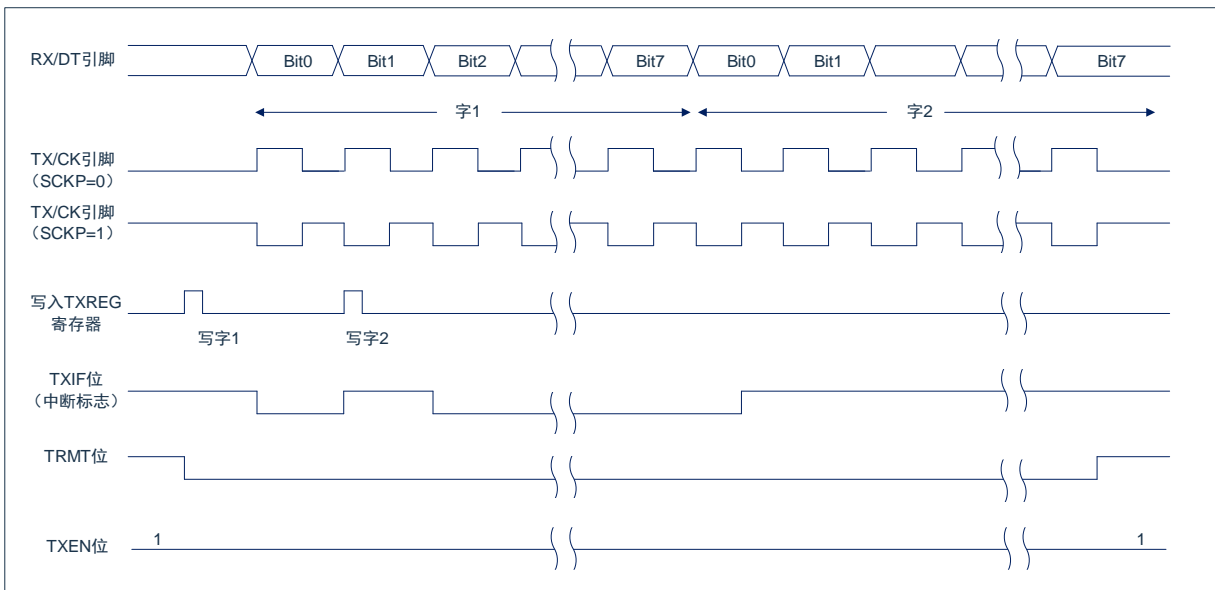 RX/DT引脚
Bit0 Bit1 Bit2 Bit7 Bit0 Bit1 Bit7
字1 字2
TX/CK引脚
（SCKP=0）
TX/CK引脚
（SCKP=1）
写入TXREG
寄存器
写字1 写字2
TXIF位
（中断标志）
TRMT位
TXEN位
1 1